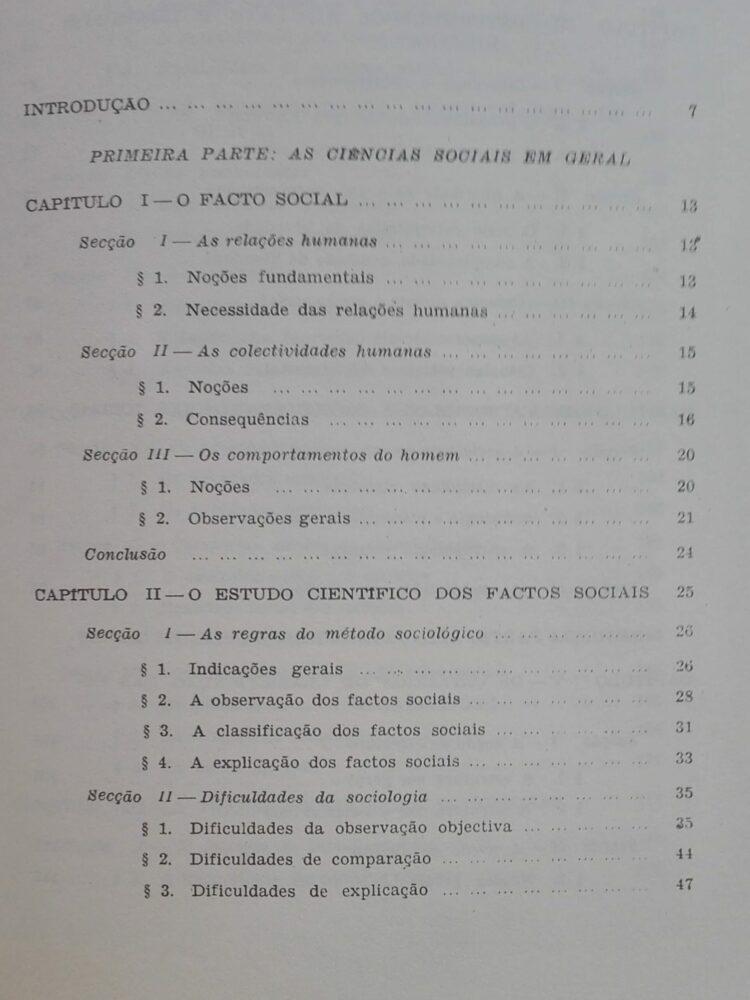 INTRODUÇÃO ... ... ... ... ... ... ... ... ... ... ... ... ... ... ... ... ... ... 7
PRIMEIRA PARTE: AS CIÊNCIAS SOCIAIS EM GERAL
CAPÍTULO I — O FACTO SOCIAL ... ... ... ... ... ... ... ... ... ... ... 13
Secção I — As relações humanas ... ... ... ... ... ... ... ... ... ... 13
§ 1. Noções fundamentais ... ... ... ... ... ... ... ... ... ... 13
§ 2. Necessidade das relações humanas ... ... ... ... ... ... 14
Secção II — As colectividades humanas ... ... ... ... ... ... ... ... 15
§ 1. Noções ... ... ... ... ... ... ... ... ... ... ... ... ... ... 15
§ 2. Consequências ... ... ... ... ... ... ... ... ... ... ... ... 16
Secção III — Os comportamentos do homem ... ... ... ... ... ... ... 20
§ 1. Noções ... ... ... ... ... ... ... ... ... ... ... ... ... ... 20
§ 2. Observações gerais ... ... ... ... ... ... ... ... ... ... ... 21
Conclusão ... ... ... ... ... ... ... ... ... ... ... ... ... ... ... ... ... 24
CAPÍTULO II — O ESTUDO CIENTÍFICO DOS FACTOS SOCIAIS 25
Secção I — As regras do método sociológico ... ... ... ... ... ... 26
§ 1. Indicações gerais ... ... ... ... ... ... ... ... ... ... ... 26
§ 2. A observação dos factos sociais ... ... ... ... ... ... ... 28
§ 3. A classificação dos factos sociais ... ... ... ... ... ... 31
§ 4. A explicação dos factos sociais ... ... ... ... ... ... ... 33
Secção II — Dificuldades da sociologia ... ... ... ... ... ... ... ... 35
§ 1. Dificuldades da observação objectiva ... ... ... ... ... 35
§ 2. Dificuldades de comparação ... ... ... ... ... ... ... ... 44
§ 3. Dificuldades de explicação ... ... ... ... ... ... ... ... 47